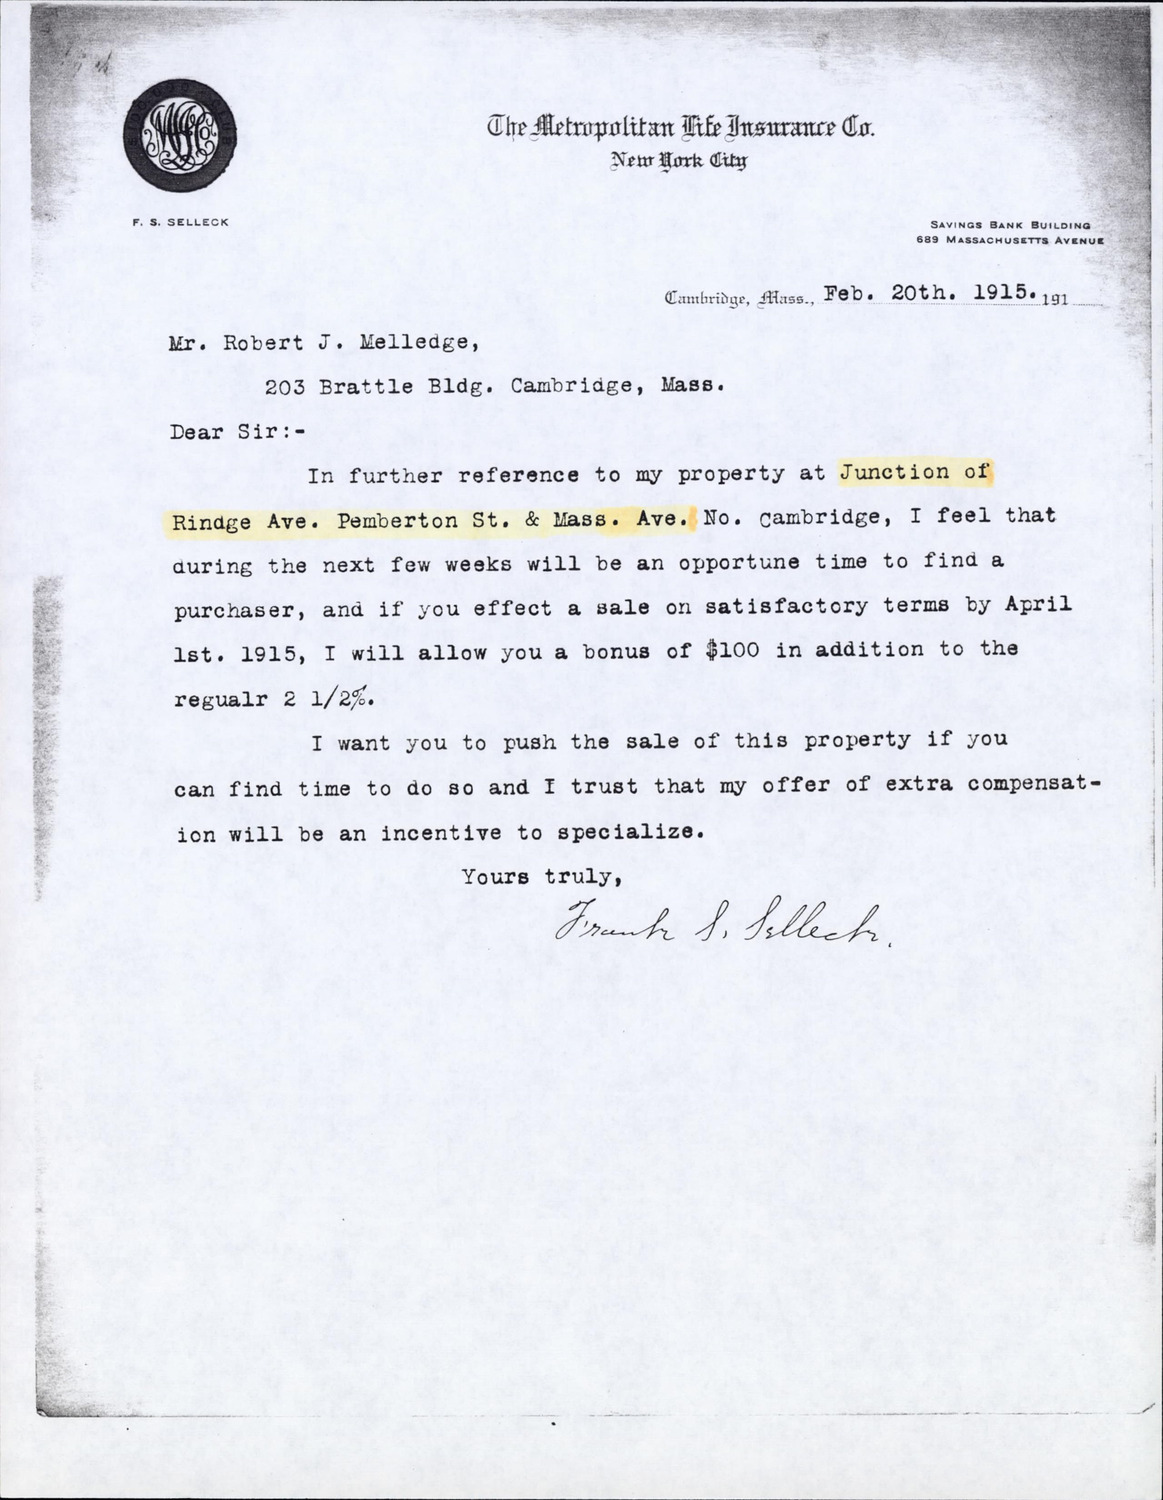 The Metropolitan Life Insurance Co.
New York City
F. S. SELLECK
SAVINGS BANK BUILDING
689 MASSACHUSETTS AVENUE
Cambridge, Mass., Feb. 20th. 1915. 191
Mr. Robert J. Melledge,
203 Brattle Bldg. Cambridge, Mass.
Dear Sir:-
In further reference to my property at Junction of
Rindge Ave. Pemberton St. & Mass. Ave. No. Cambridge, I feel that
during the next few weeks will be an opportune time to find a
purchaser, and if you effect a sale on satisfactory terms by April
1st. 1915, I will allow you a bonus of $100 in addition to the
regualr 2 1/2%.
I want you to push the sale of this property if you
can find time to do so and I trust that my offer of extra compensat-
ion will be an incentive to specialize.
Yours truly,
Frank S. Selleck.